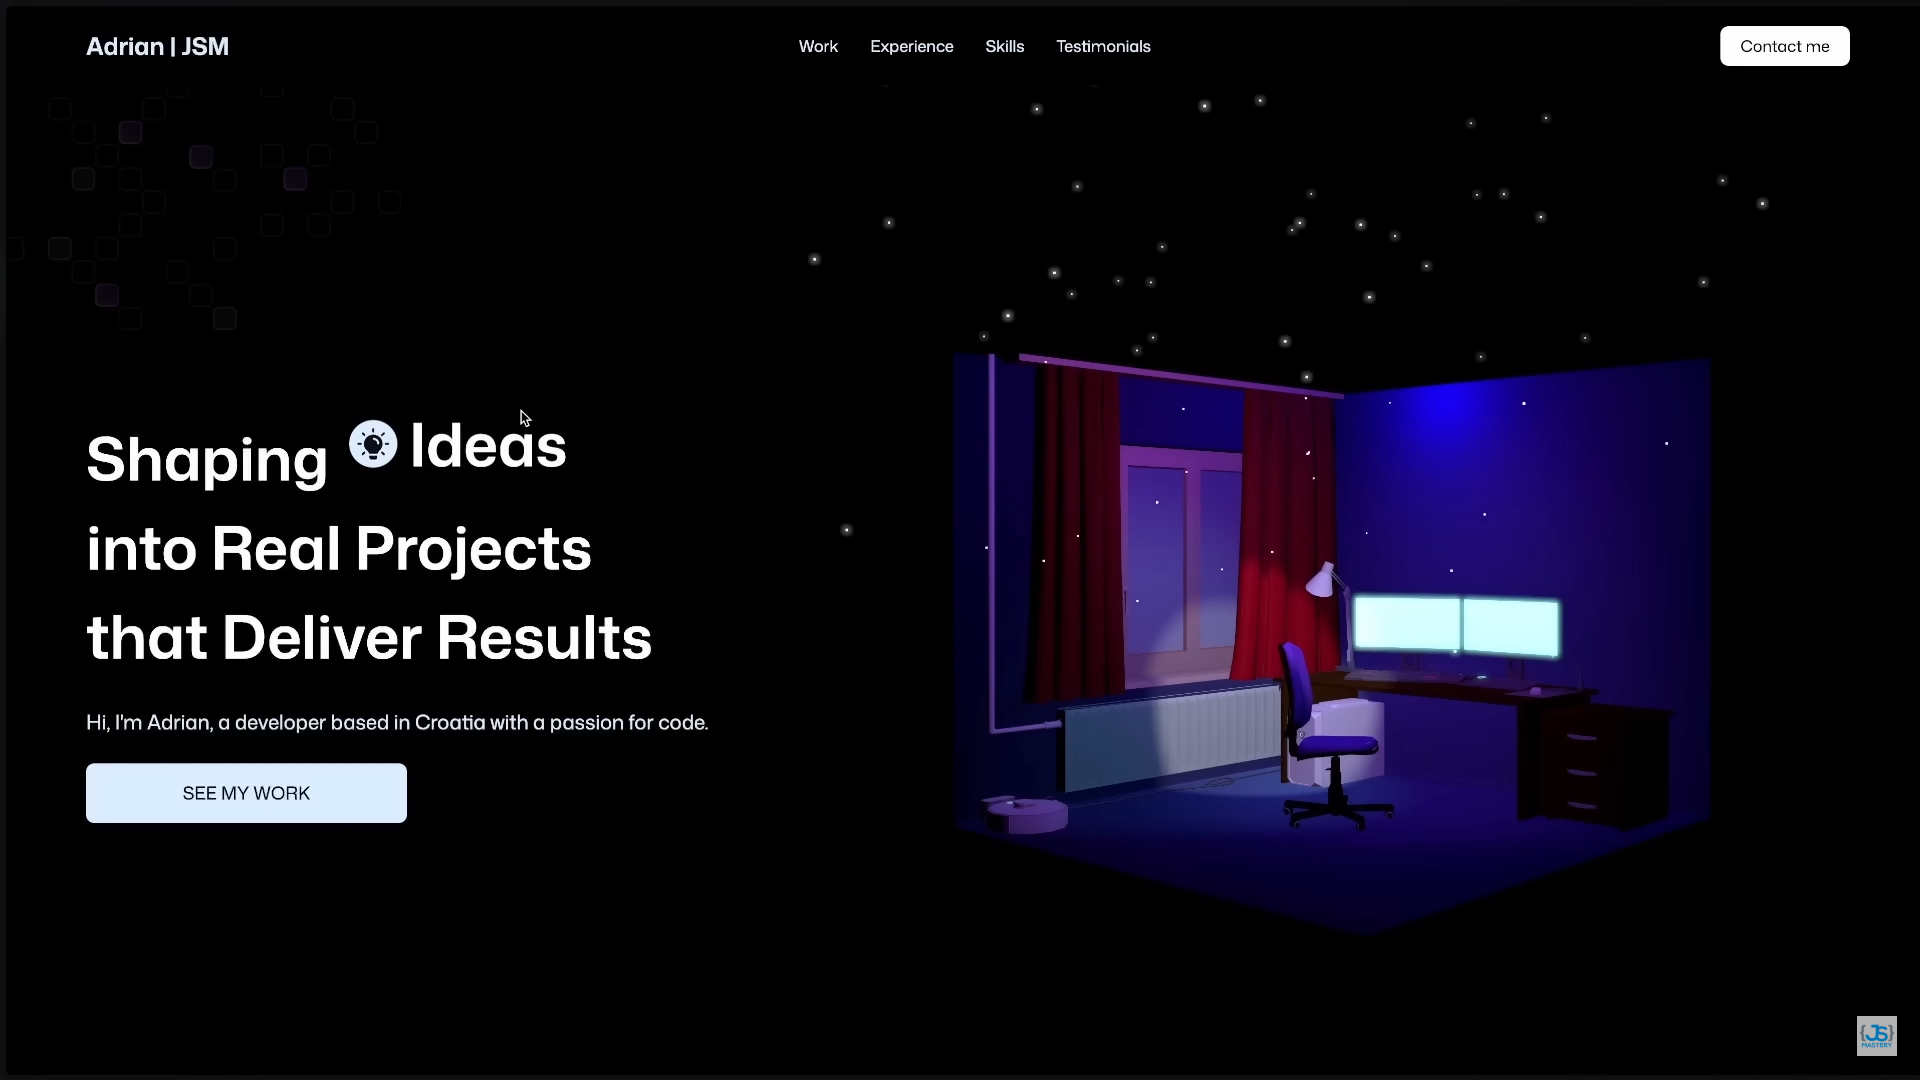 Adrian | JSM
Work Experience Skills Testimonials
Contact me
Shaping Ideas
into Real Projects
that Deliver Results
Hi, I'm Adrian, a developer based in Croatia with a passion for code.
SEE MY WORK
{JS}
MASTERY